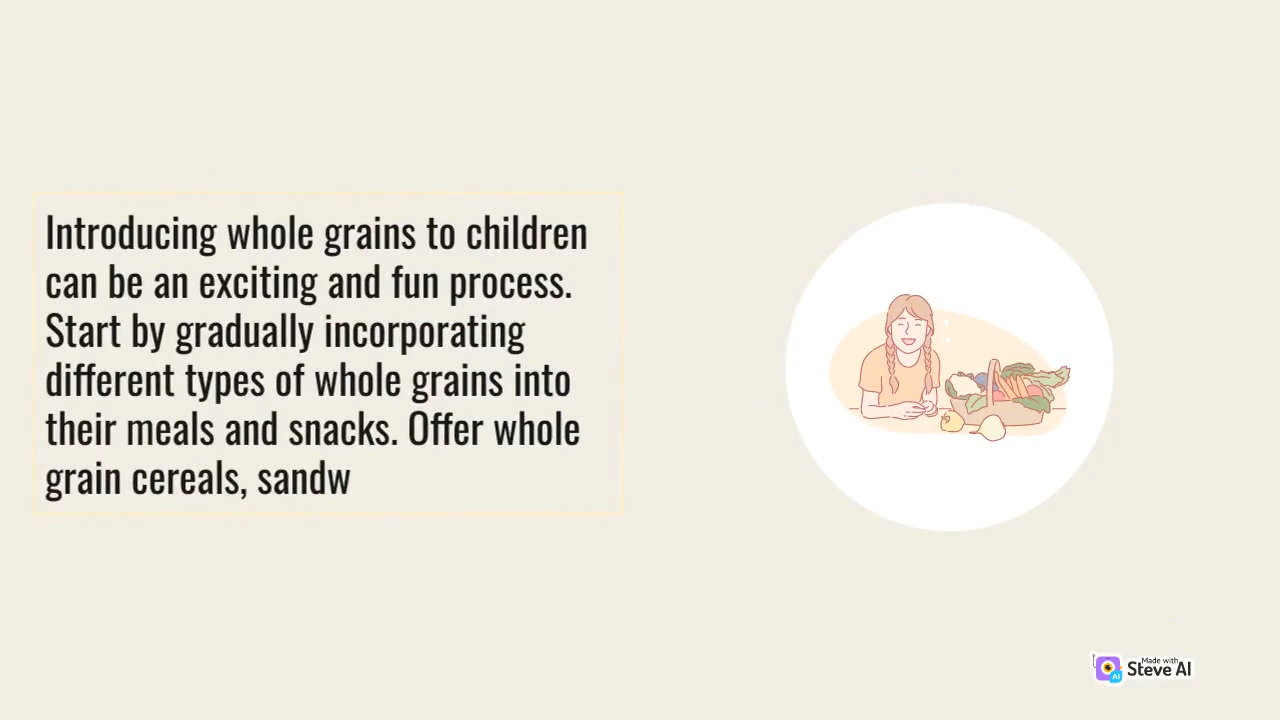 Introducing whole grains to children
can be an exciting and fun process.
Start by gradually incorporating
different types of whole grains into
their meals and snacks. Offer whole
grain cereals, sandw
Made with
Steve AI
AI